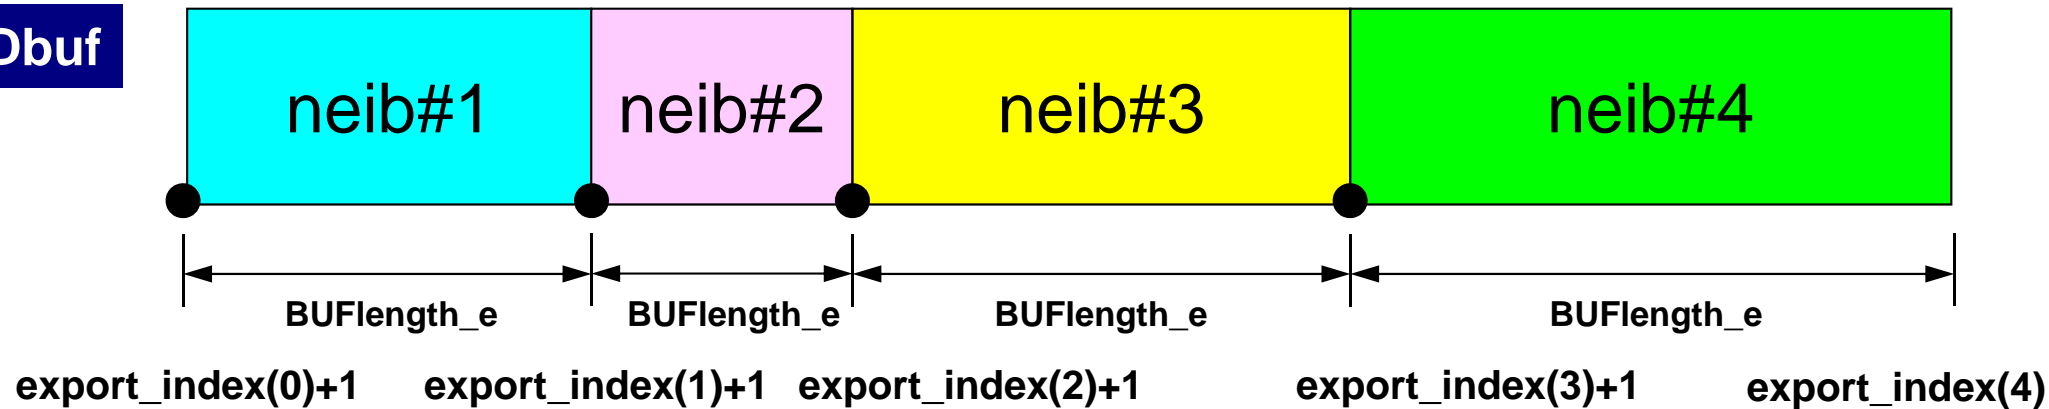 Dbuf
neib#1 neib#2 neib#3 neib#4
BUFlength_e BUFlength_e BUFlength_e BUFlength_e
export_index(0)+1 export_index(1)+1 export_index(2)+1 export_index(3)+1 export_index(4)